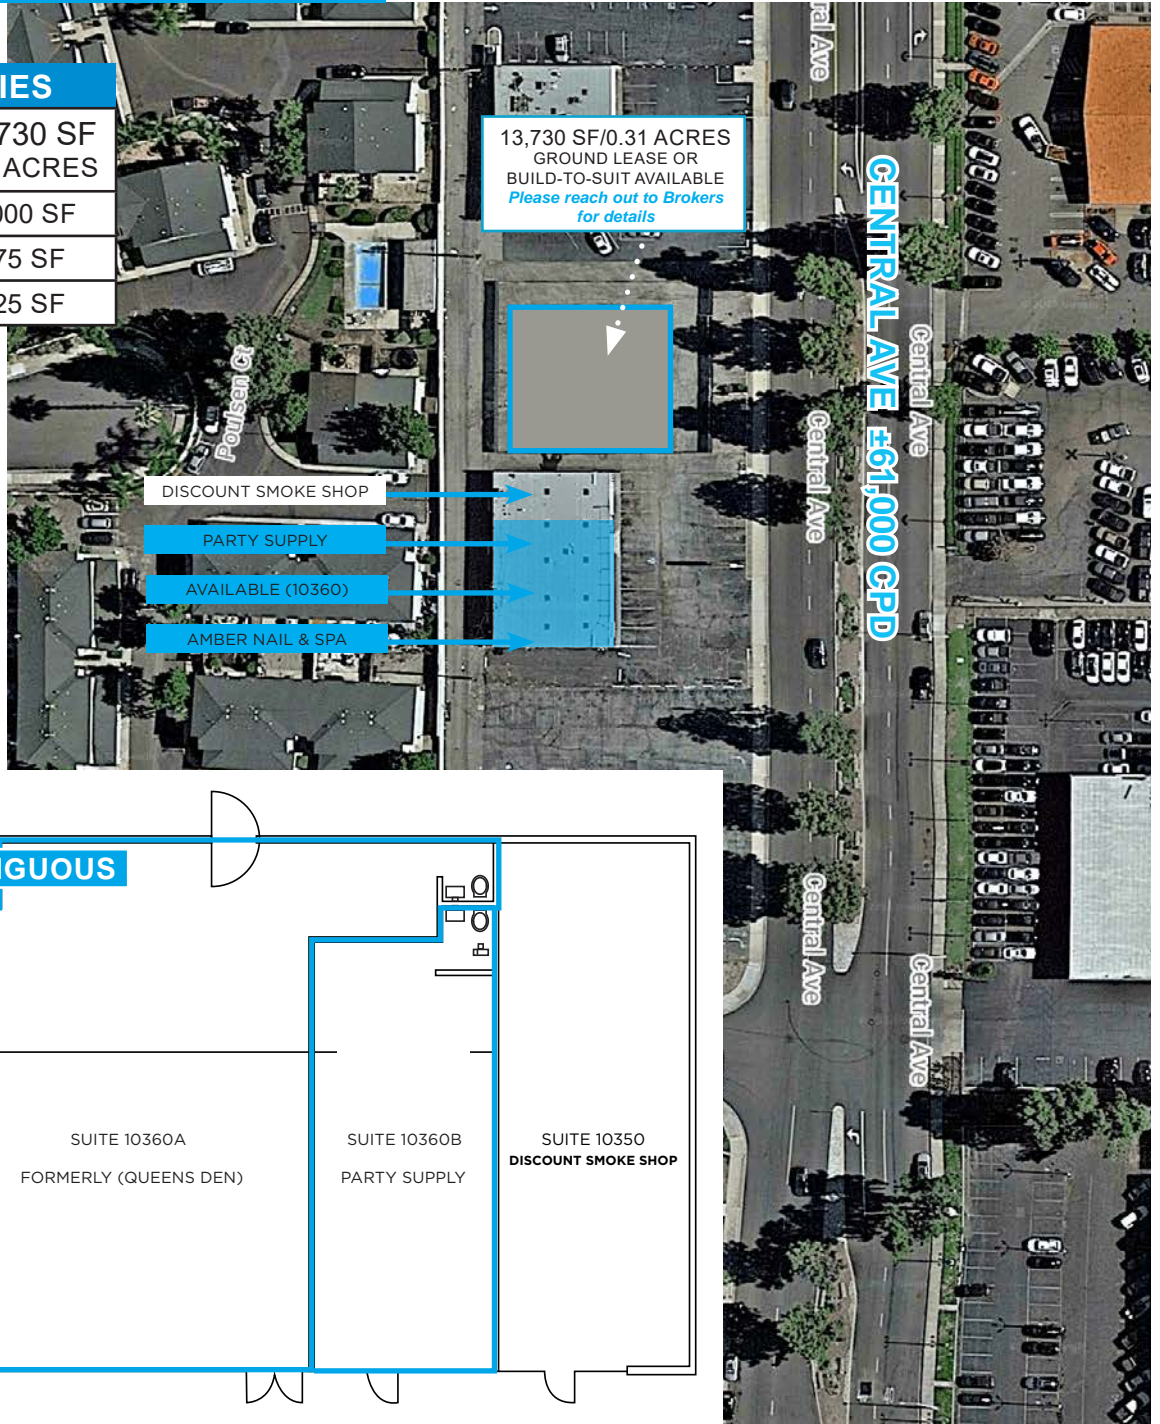 IES
730 SF
ACRES
000 SF
75 SF
25 SF
13,730 SF/0.31 ACRES
GROUND LEASE OR
BUILD-TO-SUIT AVAILABLE
Please reach out to Brokers
for details
ral Ave
CENTRAL AVE ±61,000 CPD
Central Ave
Central Ave
Poulsen Ct
DISCOUNT SMOKE SHOP
PARTY SUPPLY
AVAILABLE (10360)
AMBER NAIL & SPA
IGUOUS
Central Ave
Central Ave
SUITE 10360A
FORMERLY (QUEENS DEN)
SUITE 10360B
PARTY SUPPLY
SUITE 10350
DISCOUNT SMOKE SHOP